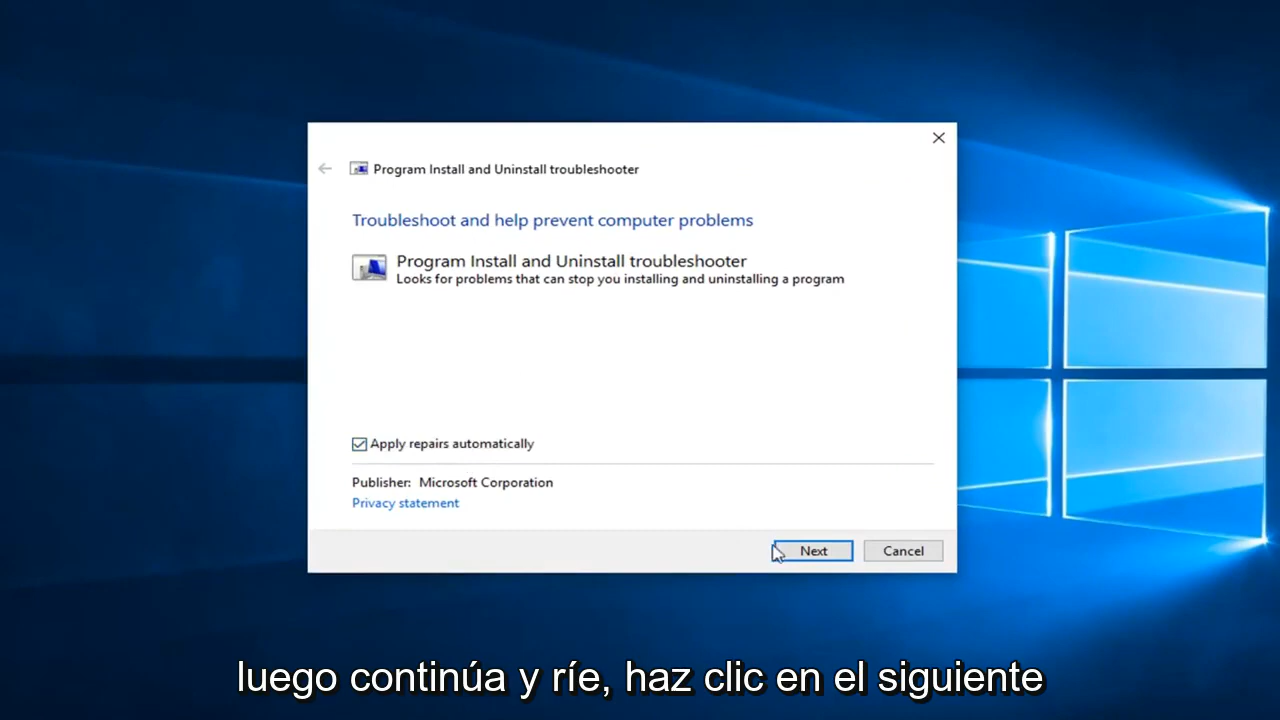 Program Install and Uninstall troubleshooter
Troubleshoot and help prevent computer problems
Program Install and Uninstall troubleshooter
Looks for problems that can stop you installing and uninstalling a program
Apply repairs automatically
Publisher: Microsoft Corporation
Privacy statement
Next Cancel
luego continúa y ríe, haz clic en el siguiente